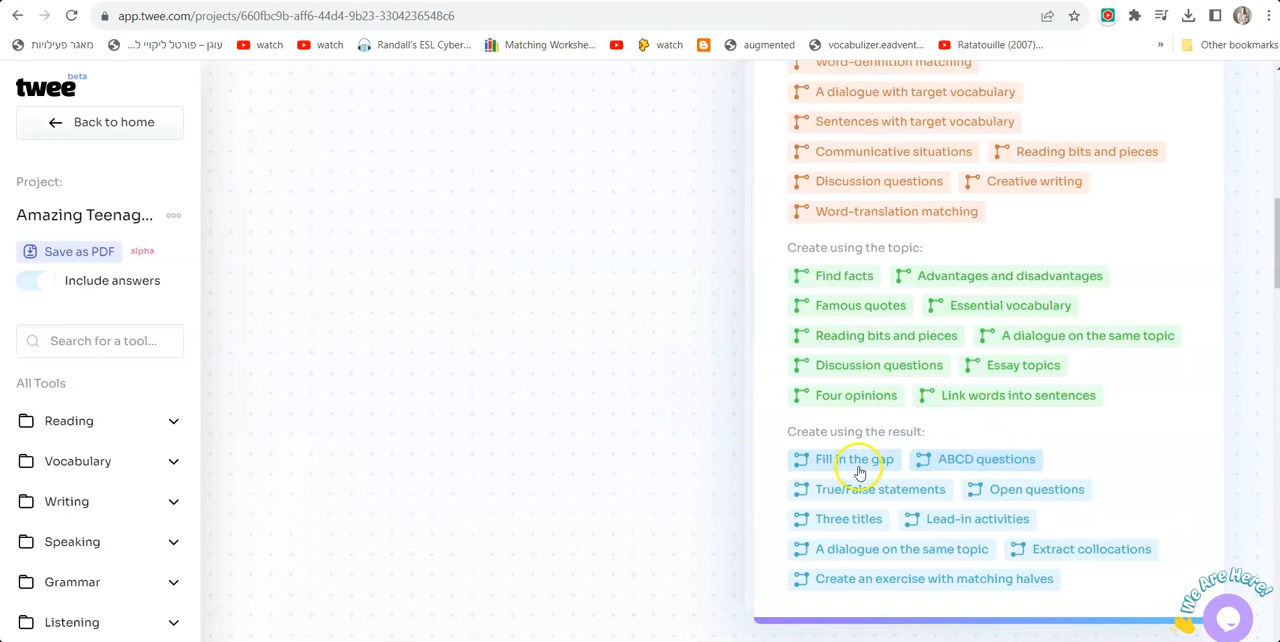 app.twee.com/projects/660fbc9b-aff6-44d4-9b23-3304236548c6
מאגר פעילויות
עוגן - פורטל ליקויי ל...
watch
watch
Randall's ESL Cyber...
Matching Workshe...
watch
augmented
vocabulizer.eadvent...
Ratatouille (2007)...
»
Other bookmarks
twee
beta
Back to home
Project:
Amazing Teenag...
Save as PDF
alpha
Include answers
Search for a tool...
All Tools
Reading
Vocabulary
Writing
Speaking
Grammar
Listening
Word-definition matching
A dialogue with target vocabulary
Sentences with target vocabulary
Communicative situations
Reading bits and pieces
Discussion questions
Creative writing
Word-translation matching
Create using the topic:
Find facts
Advantages and disadvantages
Famous quotes
Essential vocabulary
Reading bits and pieces
A dialogue on the same topic
Discussion questions
Essay topics
Four opinions
Link words into sentences
Create using the result:
Fill in the gap
ABCD questions
True/False statements
Open questions
Three titles
Lead-in activities
A dialogue on the same topic
Extract collocations
Create an exercise with matching halves
We Are Here!